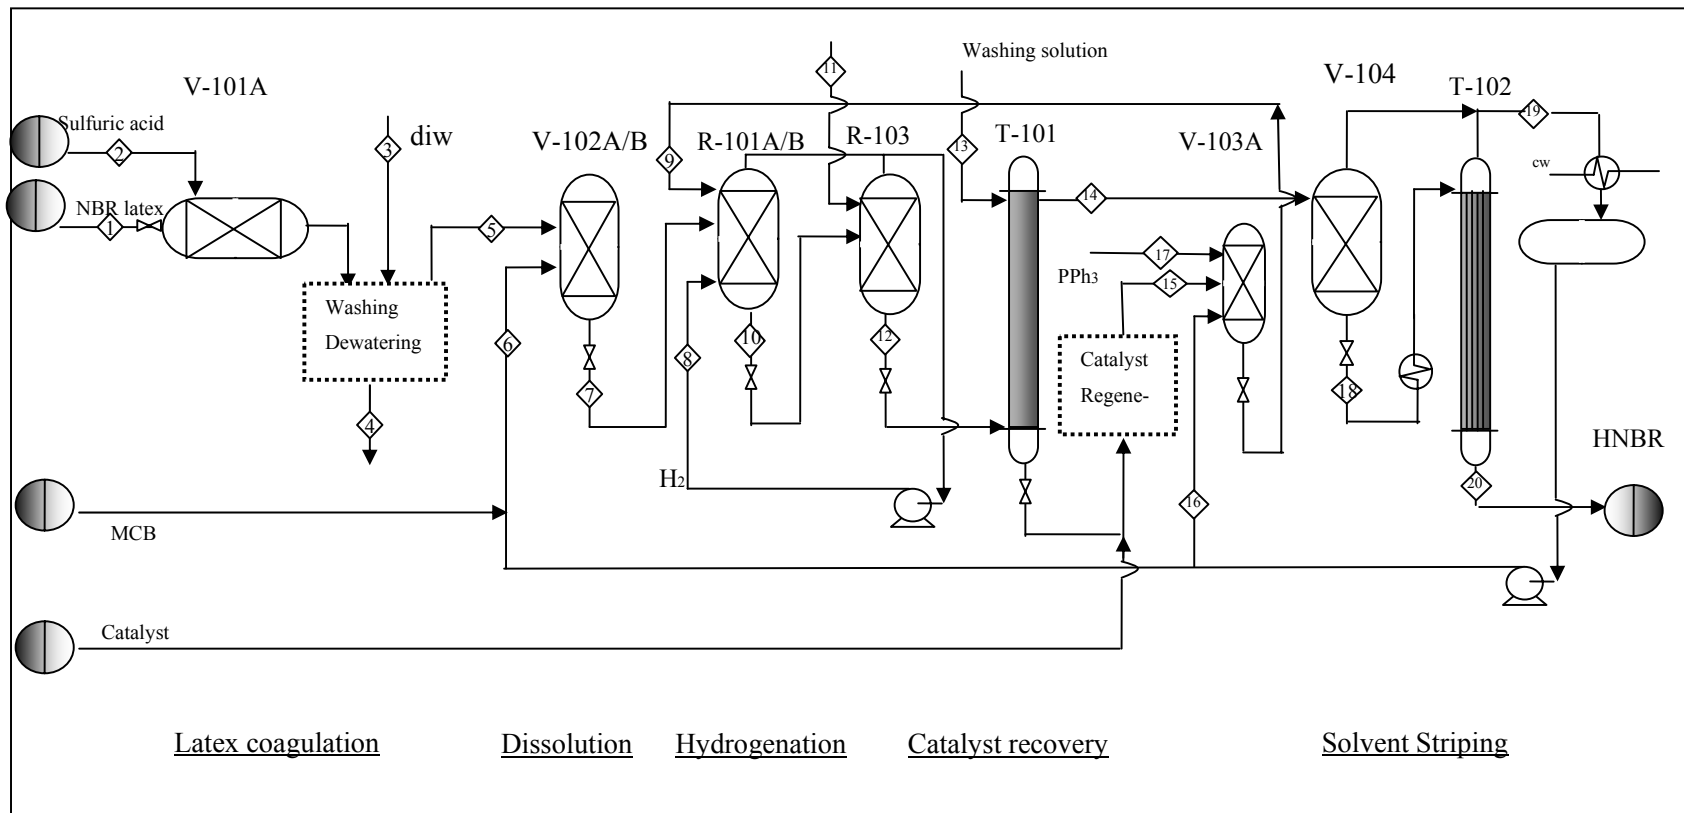 Washing solution
V-104
T-102
V-101A
11
19
Sulfuric acid
diw
V-102A/B
R-101A/B
R-103
T-101
V-103A
2
3
9
13
cw
NBR latex
14
1
5
17
PPh3
15
Washing
Dewatering
6
8
10
12
Catalyst
Regene-
7
18
4
HNBR
H2
20
16
MCB
Catalyst
Latex coagulation
Dissolution
Hydrogenation
Catalyst recovery
Solvent Striping